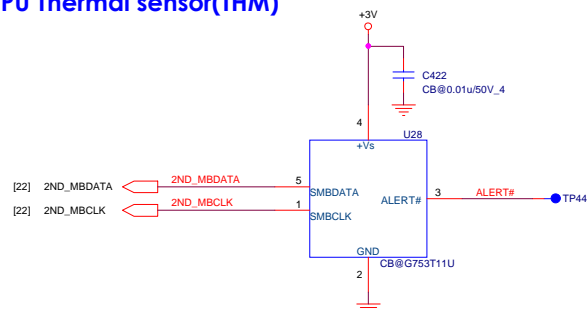 PU Thermal sensor(THM)
+3V
C422
CB@0.01u/50V_4
4
U28
+Vs
[22] 2ND_MBDATA 2ND_MBDATA 5 SMBDATA
ALERT# 3 ALERT# TP44
[22] 2ND_MBCLK 2ND_MBCLK 1 SMBCLK
GND
CB@G753T11U
2